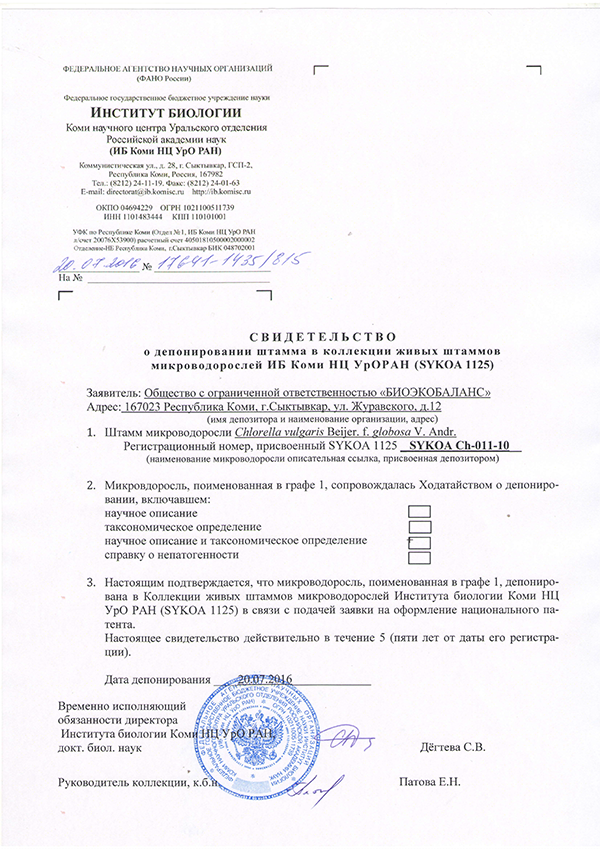 ФЕДЕРАЛЬНОЕ АГЕНТСТВО НАУЧНЫХ ОРГАНИЗАЦИЙ
(ФАНО России)
Федеральное государственное бюджетное учреждение науки
ИНСТИТУТ БИОЛОГИИ
Коми научного центра Уральского отделения
Российской академии наук
(ИБ Коми НЦ УрО РАН)
Коммунистическая ул., д. 28, г. Сыктывкар, ГСП-2,
Республика Коми, Россия, 167982
Тел.: (8212) 24-11-19. Факс: (8212) 24-01-63
E-mail: directorat@ib.komisc.ru http://ib.komisc.ru
ОКПО 04694229 ОГРН 1021100511739
ИНН 1101483444 КПП 110101001
УФК по Республике Коми (Отдел №1, ИБ Коми НЦ УрО РАН
л/счет 20076Х53900) расчетный счет 40501810500002000002
Отделение-НБ Республика Коми, г.Сыктывкар БИК 048702001
20.07.2016 № 17641-1435/815
На №
СВИДЕТЕЛЬСТВО
о депонировании штамма в коллекции живых штаммов
микроводорослей ИБ Коми НЦ УрОРАН (SYKOA 1125)
Заявитель: Общество с ограниченной ответственностью «БИОЭКОБАЛАНС»
Адрес: 167023 Республика Коми, г.Сыктывкар, ул. Журавского, д.12
(имя депозитора и наименование организации, адрес)
1. Штамм микроводоросли Chlorella vulgaris Beijer. f. globosa V. Andr.
Регистрационный номер, присвоенный SYKOA 1125 SYKOA Ch-011-10
(наименование микроводоросли описательная ссылка, присвоенная депозитором)
2. Микровдоросль, поименованная в графе 1, сопровождалась Ходатайством о депониро-
вании, включавшем:
научное описание
таксономическое определение
научное описание и таксономическое определение
справку о непатогенности
3. Настоящим подтверждается, что микроводоросль, поименованная в графе 1, депониро-
вана в Коллекции живых штаммов микроводорослей Института биологии Коми НЦ
УрО РАН (SYKOA 1125) в связи с подачей заявки на оформление национального па-
тента.
Настоящее свидетельство действительно в течение 5 (пяти лет от даты его регистра-
ции).
Дата депонирования 20.07.2016
Временно исполняющий
обязанности директора
Института биологии Коми НЦ УрО РАН,
докт. биол. наук Дёгтева С.В.
Руководитель коллекции, к.б.н. Патова Е.Н.